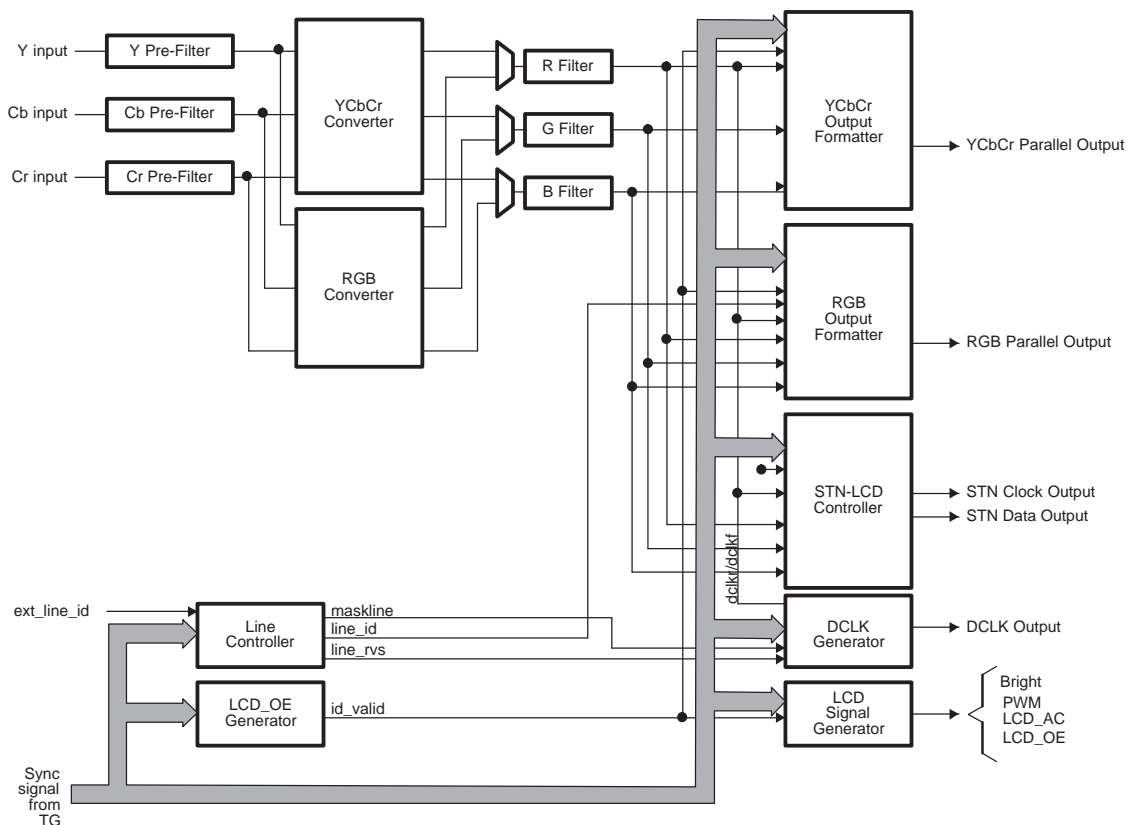 Y input
Y Pre-Filter
Cb input
Cb Pre-Filter
Cr input
Cr Pre-Filter
YCbCr
Converter
RGB
Converter
R Filter
G Filter
B Filter
YCbCr
Output
Formatter
YCbCr Parallel Output
RGB
Output
Formatter
RGB Parallel Output
STN-LCD
Controller
STN Clock Output
STN Data Output
dclkr/dclkf
ext_line_id
Line
Controller
maskline
line_id
line_rvs
DCLK
Generator
DCLK Output
LCD_OE
Generator
id_valid
LCD
Signal
Generator
Bright
PWM
LCD_AC
LCD_OE
Sync
signal
from
TG